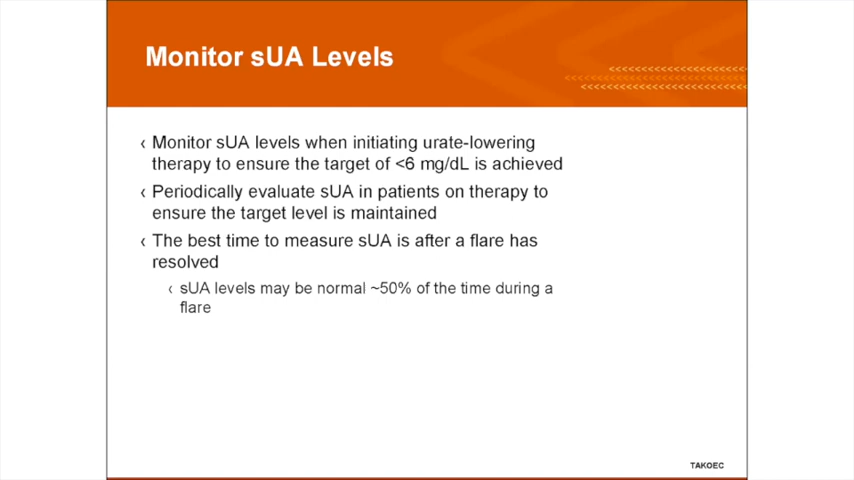 Monitor sUA Levels
‹ Monitor sUA levels when initiating urate-lowering
therapy to ensure the target of <6 mg/dL is achieved
‹ Periodically evaluate sUA in patients on therapy to
ensure the target level is maintained
‹ The best time to measure sUA is after a flare has
resolved
‹ sUA levels may be normal ~50% of the time during a
flare
TAKOEC